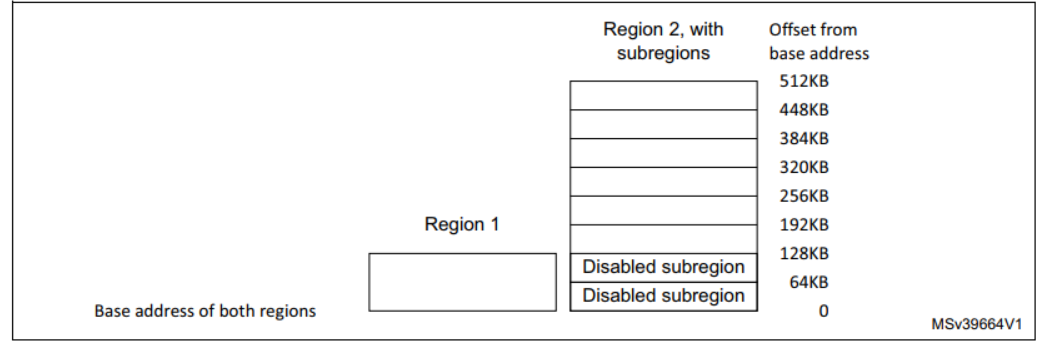 Region 2, with
subregions
Offset from
base address
512KB
448KB
384KB
320KB
256KB
Region 1
192KB
128KB
Disabled subregion
64KB
Disabled subregion
Base address of both regions
0
MSv39664V1